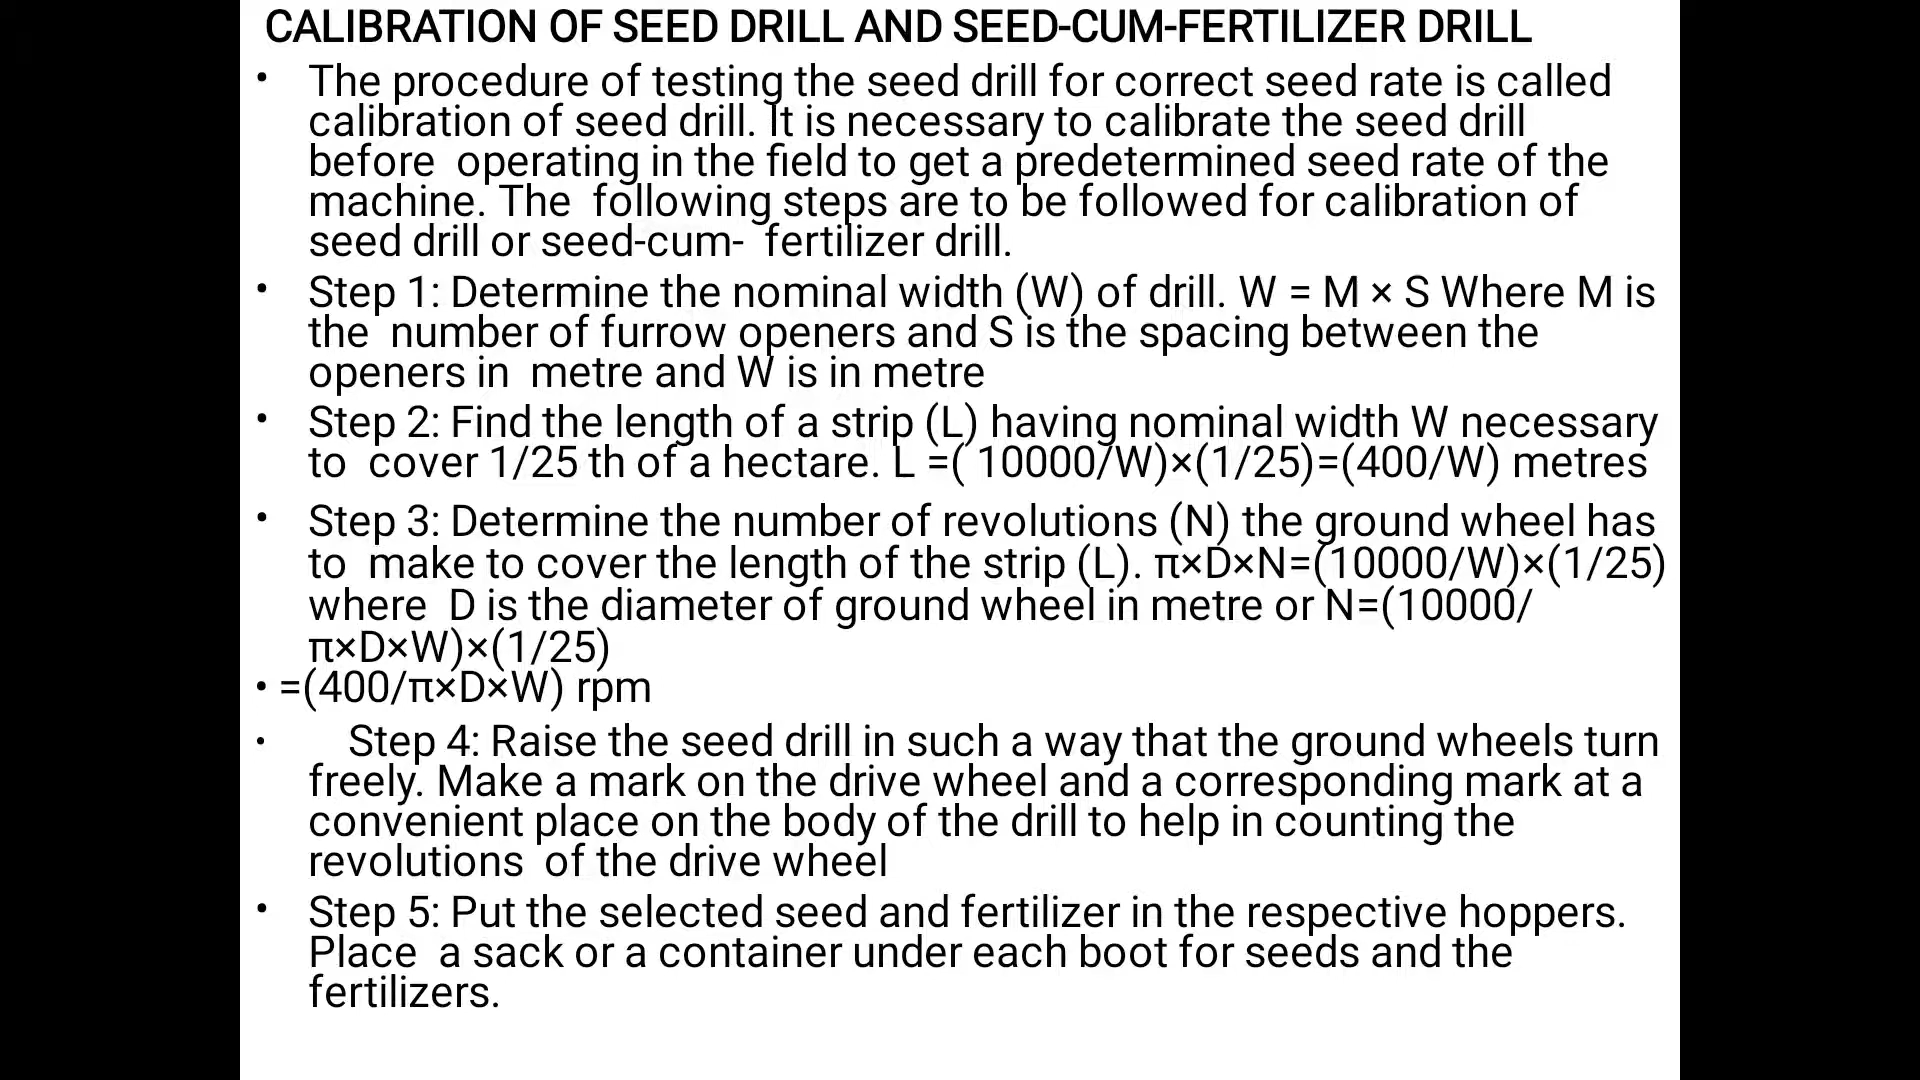 CALIBRATION OF SEED DRILL AND SEED-CUM-FERTILIZER DRILL
• The procedure of testing the seed drill for correct seed rate is called
calibration of seed drill. It is necessary to calibrate the seed drill
before operating in the field to get a predetermined seed rate of the
machine. The following steps are to be followed for calibration of
seed drill or seed-cum- fertilizer drill.
• Step 1: Determine the nominal width (W) of drill. W = M × S Where M is
the number of furrow openers and S is the spacing between the
openers in metre and W is in metre
• Step 2: Find the length of a strip (L) having nominal width W necessary
to cover 1/25 th of a hectare. L =( 10000/W)×(1/25)=(400/W) metres
• Step 3: Determine the number of revolutions (N) the ground wheel has
to make to cover the length of the strip (L). π×D×N=(10000/W)×(1/25)
where D is the diameter of ground wheel in metre or N=(10000/
π×D×W)×(1/25)
• =(400/π×D×W) rpm
• Step 4: Raise the seed drill in such a way that the ground wheels turn
freely. Make a mark on the drive wheel and a corresponding mark at a
convenient place on the body of the drill to help in counting the
revolutions of the drive wheel
• Step 5: Put the selected seed and fertilizer in the respective hoppers.
Place a sack or a container under each boot for seeds and the
fertilizers.